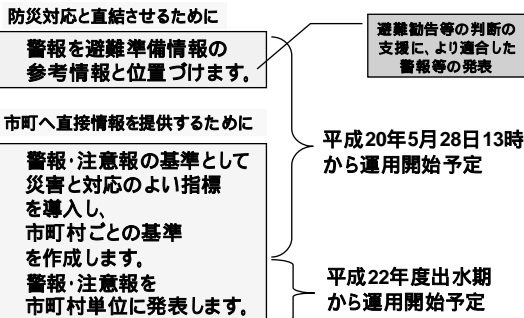 防災対応と直結させるために
警報を避難準備情報の
参考情報と位置づけます。
避難勧告等の判断の
支援に、より適合した
警報等の発表
市町へ直接情報を提供するために
警報･注意報の基準として
災害と対応のよい指標
を導入し、
市町村ごとの基準
を作成します。
警報･注意報を
市町村単位に発表します。
平成20年5月28日13時
から運用開始予定
平成22年度出水期
から運用開始予定